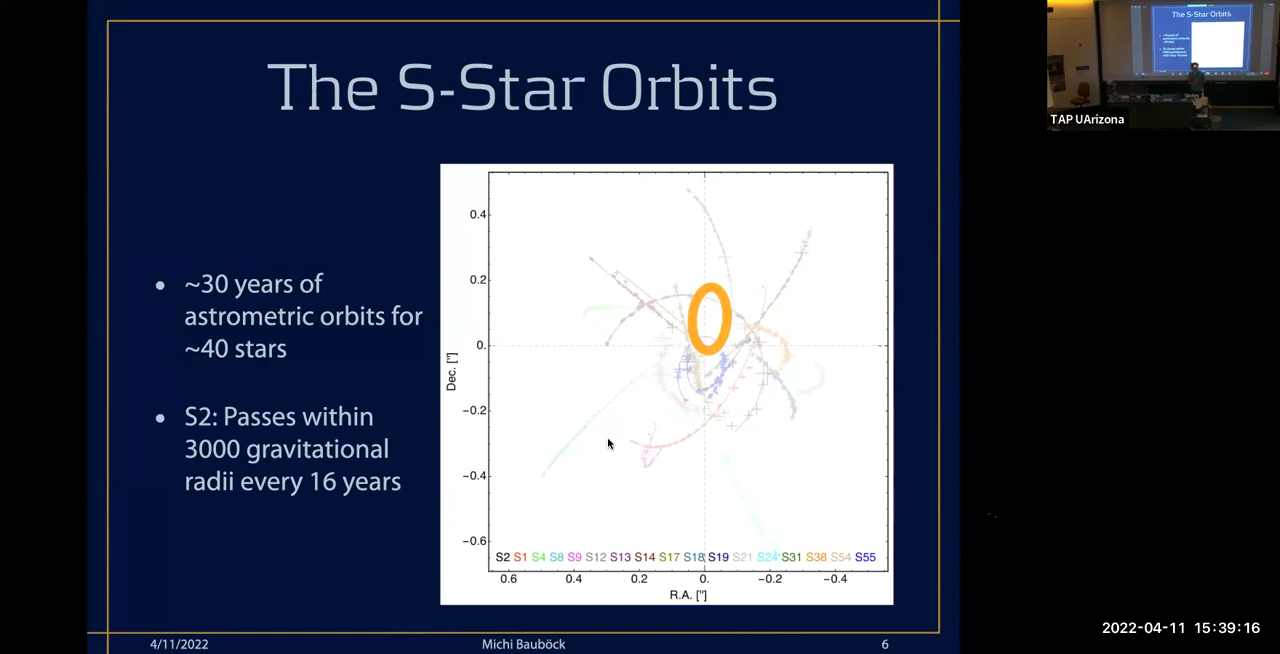 The S-Star Orbits
~30 years of
astrometric orbits for
~40 stars
S2: Passes within
3000 gravitational
radii every 16 years
0.4
0.2
0.
−0.2
−0.4
−0.6
Dec. ["]
S2 S1 S4 S8 S9 S12 S13 S14 S17 S18 S19 S21 S24 S31 S38 S54 S55
0.6 0.4 0.2 0. −0.2 −0.4
R.A. ["]
4/11/2022 Michi Bauböck 6
The S-Star Orbits
TAP UArizona
2022-04-11 15:39:16